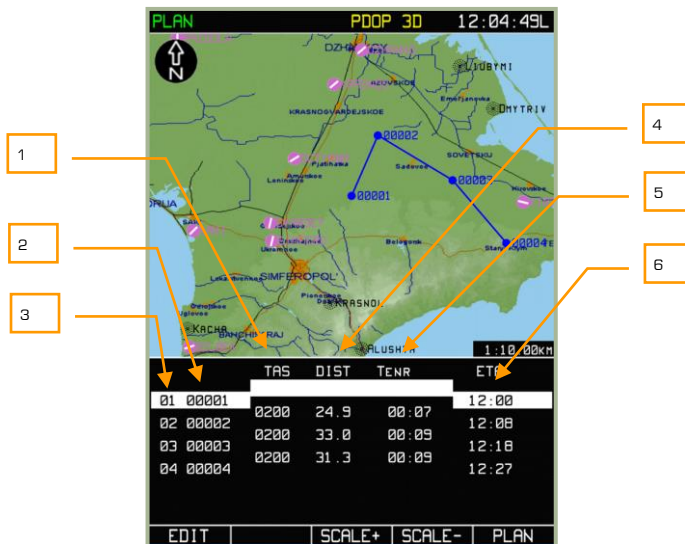 PLAN PDOP 3D 12:04:49L
N
LIUBYMI
AZOVSKOE
DMYTRIV
KRASNOGVARDEJSKOE
00002
1
4
SOVETSKIJ
Sadovoe
Leninskoe
00001
2
5
00004
SIMFEROPOL'
3
6
KACHA
ALUSHTA
1:10,00KM
TAS DIST TENR ETA
01 00001 12:00
0200 24.9 00:07
02 00002 12:08
0200 33.0 00:09
03 00003 12:18
0200 31.3 00:09
04 00004 12:27
EDIT SCALE+ SCALE- PLAN